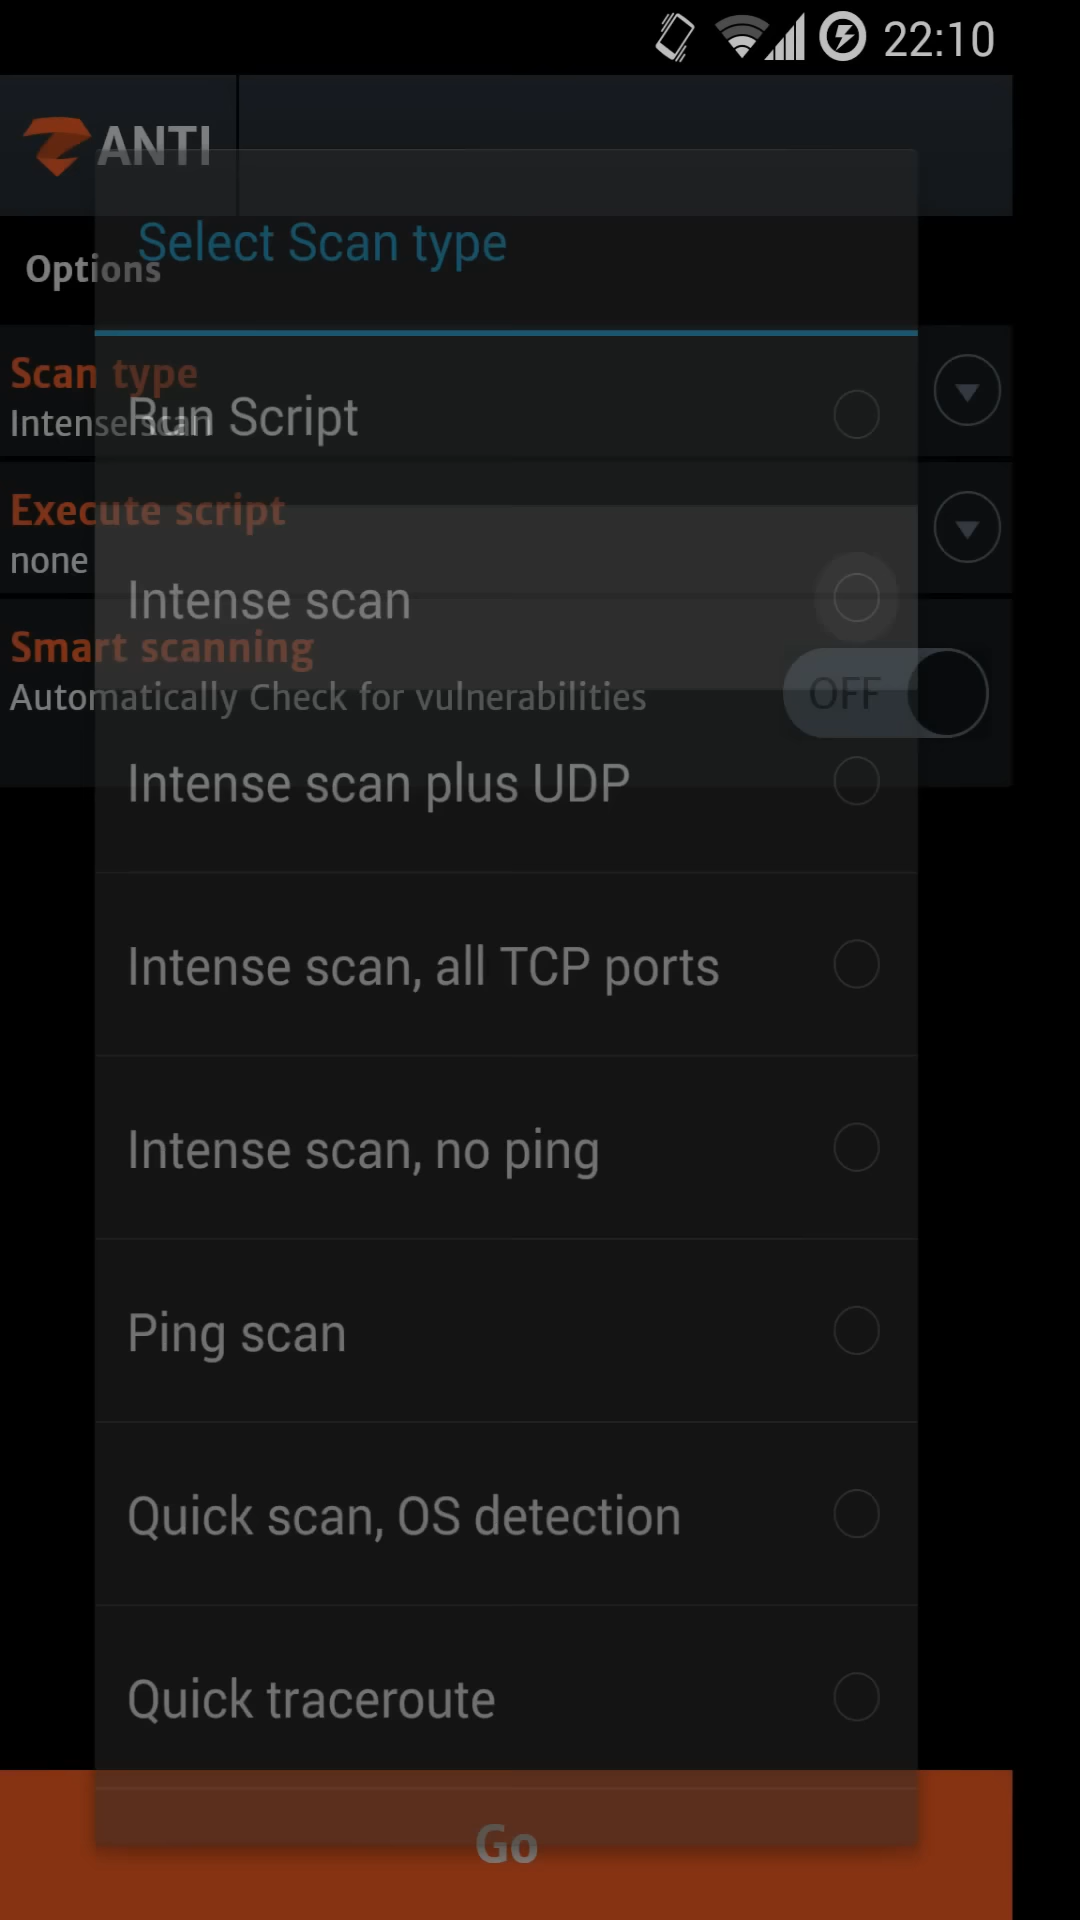 22:10
ANTI
Select Scan type
Options
Scan type
Intense scan
Run Script
Execute script
none
Intense scan
Smart scanning
Automatically Check for vulnerabilities
OFF
Intense scan plus UDP
Intense scan, all TCP ports
Intense scan, no ping
Ping scan
Quick scan, OS detection
Quick traceroute
Go